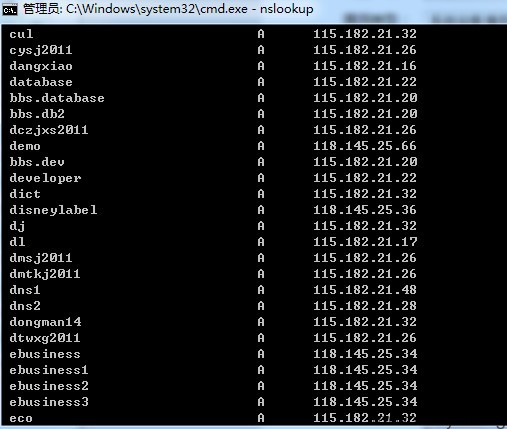 管理员: C:\Windows\system32\cmd.exe - nslookup
cul A 115.182.21.32
cysj2011 A 115.182.21.26
dangxiao A 115.182.21.16
database A 115.182.21.22
bbs.database A 115.182.21.20
bbs.db2 A 115.182.21.20
dczjxs2011 A 115.182.21.26
demo A 118.145.25.66
bbs.dev A 115.182.21.20
developer A 115.182.21.22
dict A 115.182.21.32
disneylabel A 118.145.25.36
dj A 115.182.21.32
dl A 115.182.21.17
dmsj2011 A 115.182.21.26
dmtkj2011 A 115.182.21.26
dns1 A 115.182.21.48
dns2 A 115.182.21.28
dongman14 A 115.182.21.32
dtwxg2011 A 115.182.21.26
ebusiness A 118.145.25.34
ebusiness1 A 118.145.25.34
ebusiness2 A 118.145.25.34
ebusiness3 A 118.145.25.34
eco A 115.182.21.32